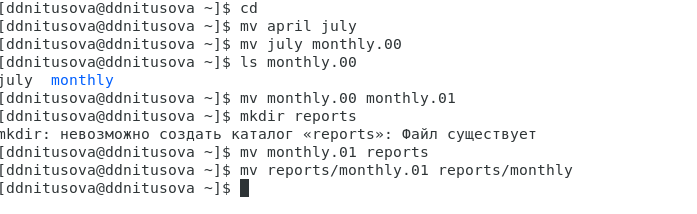 [ddnitusova@ddnitusova ~]$ cd
[ddnitusova@ddnitusova ~]$ mv april july
[ddnitusova@ddnitusova ~]$ mv july monthly.00
[ddnitusova@ddnitusova ~]$ ls monthly.00
july  monthly
[ddnitusova@ddnitusova ~]$ mv monthly.00 monthly.01
[ddnitusova@ddnitusova ~]$ mkdir reports
mkdir: невозможно создать каталог «reports»: Файл существует
[ddnitusova@ddnitusova ~]$ mv monthly.01 reports
[ddnitusova@ddnitusova ~]$ mv reports/monthly.01 reports/monthly
[ddnitusova@ddnitusova ~]$